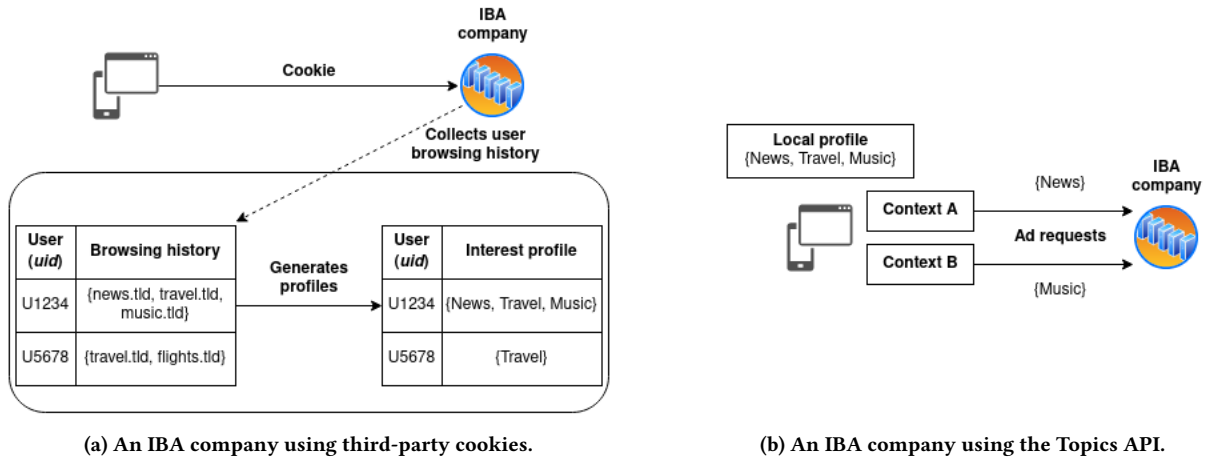 IBA
company
Cookie
Collects user
browsing history
User
(uid)
Browsing history
U1234
{news.tld, travel.tld,
music.tld}
U5678
{travel.tld, flights.tld}
Generates
profiles
User
(uid)
Interest profile
U1234
{News, Travel, Music}
U5678
{Travel}
(a) An IBA company using third-party cookies.
Local profile
{News, Travel, Music}
Context A
Context B
{News}
Ad requests
{Music}
IBA
company
(b) An IBA company using the Topics API.